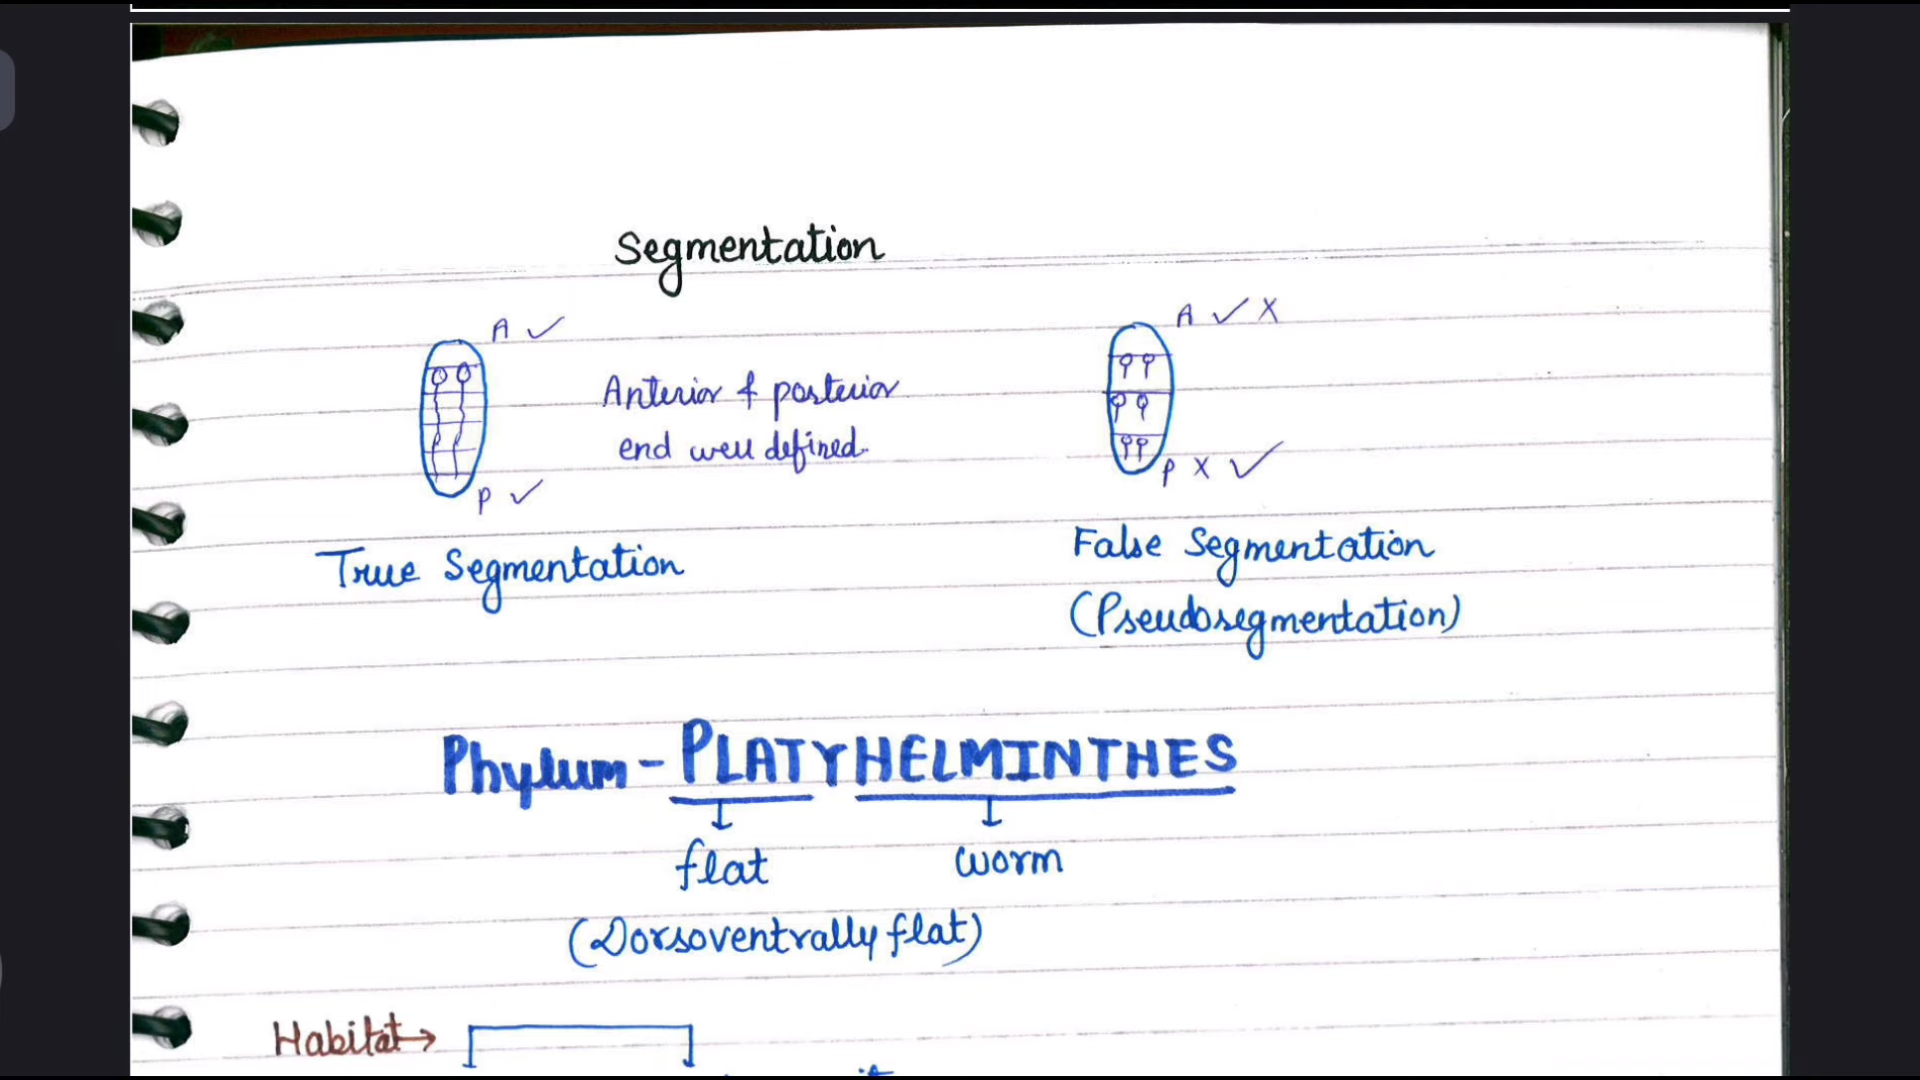 Segmentation
A ✓
A ✓ X
Anterior & posterior
end well defined.
P ✓
P X ✓
True Segmentation
False Segmentation
(Pseudosegmentation)
Phylum - PLATYHELMINTHES
flat
worm
(Dorsoventrally flat)
Habitat →